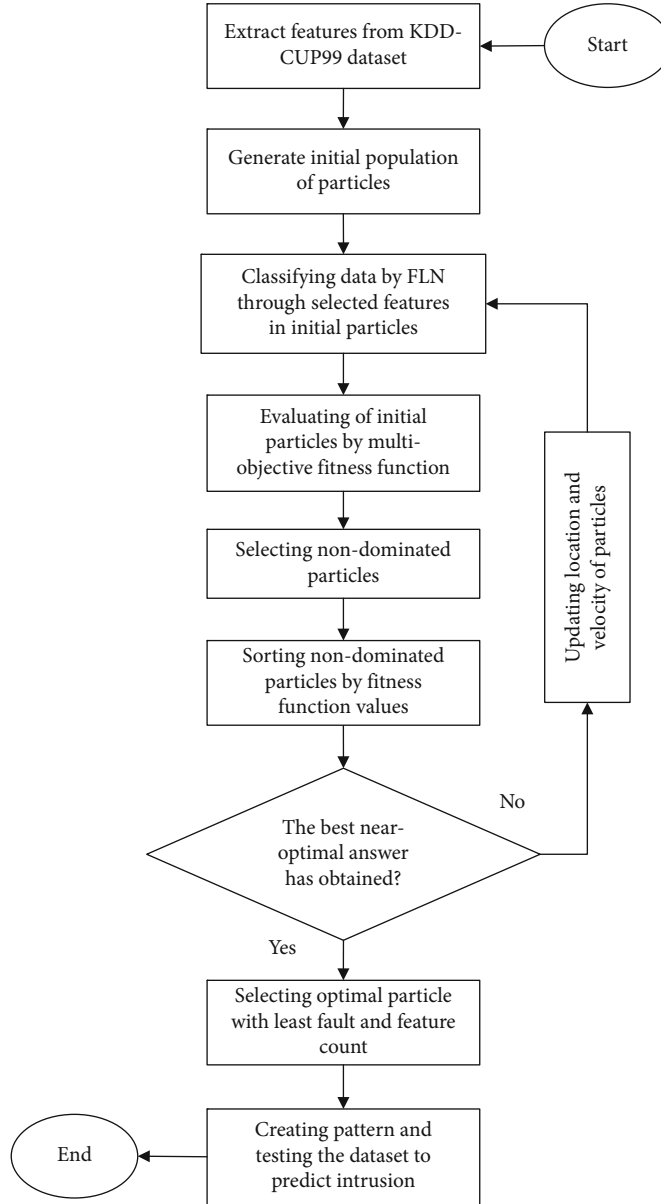 Extract features from KDD-
CUP99 dataset
Start
Generate initial population
of particles
Classifying data by FLN
through selected features
in initial particles
Evaluating of initial
particles by multi-
objective fitness function
Selecting non-dominated
particles
Sorting non-dominated
particles by fitness
function values
Updating location and
velocity of particles
The best near-
optimal answer
has obtained?
No
Yes
Selecting optimal particle
with least fault and feature
count
Creating pattern and
testing the dataset to
predict intrusion
End